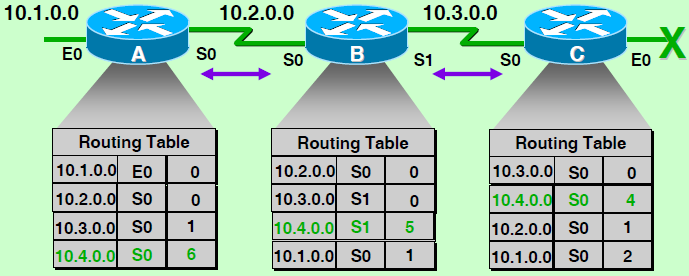 10.1.0.0 10.2.0.0 10.3.0.0
E0 A S0 S0 B S1 S0 C E0 X
Routing Table
10.1.0.0 E0 0
10.2.0.0 S0 0
10.3.0.0 S0 1
10.4.0.0 S0 6
Routing Table
10.2.0.0 S0 0
10.3.0.0 S1 0
10.4.0.0 S1 5
10.1.0.0 S0 1
Routing Table
10.3.0.0 S0 0
10.4.0.0 S0 4
10.2.0.0 S0 1
10.1.0.0 S0 2